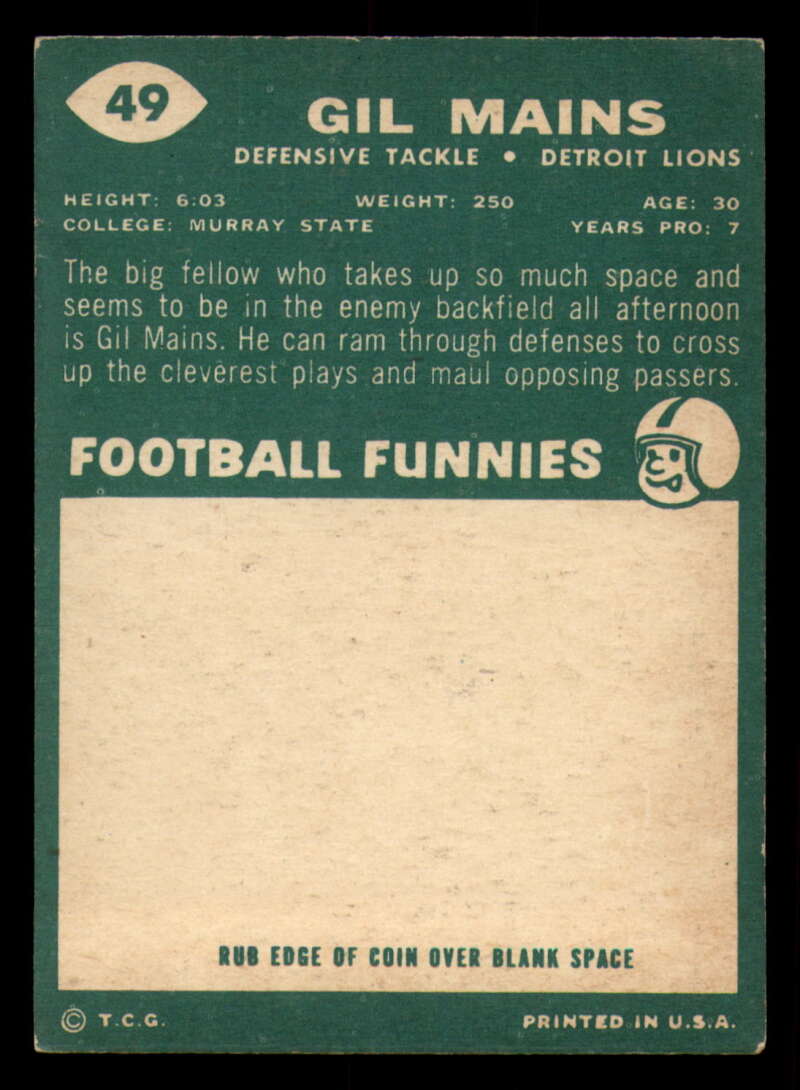 49
GIL MAINS
DEFENSIVE TACKLE • DETROIT LIONS
HEIGHT: 6:03 WEIGHT: 250 AGE: 30
COLLEGE: MURRAY STATE YEARS PRO: 7
The big fellow who takes up so much space and
seems to be in the enemy backfield all afternoon
is Gil Mains. He can ram through defenses to cross
up the cleverest plays and maul opposing passers.
FOOTBALL FUNNIES
RUB EDGE OF COIN OVER BLANK SPACE
© T.C.G. PRINTED IN U.S.A.